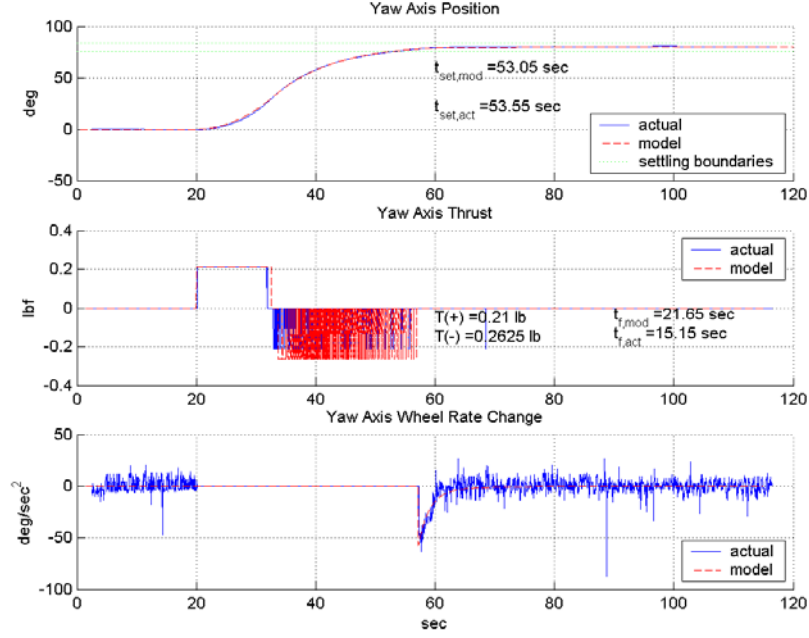 Yaw Axis Position
100
50
0
-50
deg
t_set,mod =53.05 sec
t_set,act =53.55 sec
actual
model
settling boundaries
0 20 40 60 80 100 120
Yaw Axis Thrust
0.4
0.2
0
-0.2
-0.4
lbf
actual
model
T(+) =0.21 lb
T(-) =0.2625 lb
t_f,mod =21.65 sec
t_f,act =15.15 sec
0 20 40 60 80 100 120
Yaw Axis Wheel Rate Change
50
0
-50
-100
deg/sec²
actual
model
0 20 40 60 80 100 120
sec